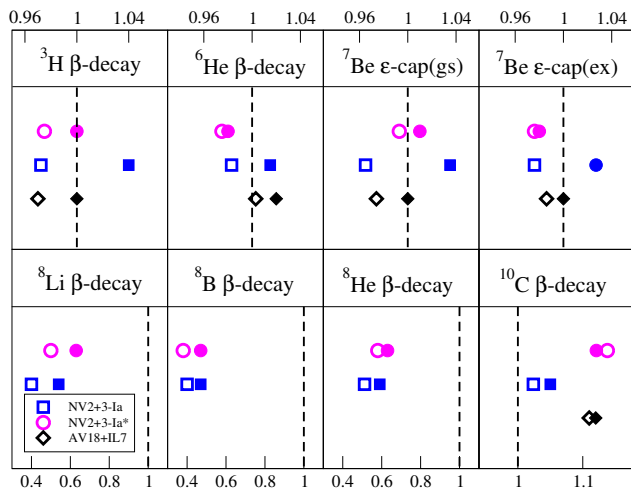 0.96 1 1.04 0.96 1 1.04 0.96 1 1.04 0.96 1 1.04
³H β-decay ⁶He β-decay ⁷Be ε-cap(gs) ⁷Be ε-cap(ex)
⁸Li β-decay ⁸B β-decay ⁸He β-decay ¹⁰C β-decay
NV2+3-Ia
NV2+3-Ia*
AV18+IL7
0.4 0.6 0.8 1 0.4 0.6 0.8 1 0.4 0.6 0.8 1 1 1.1